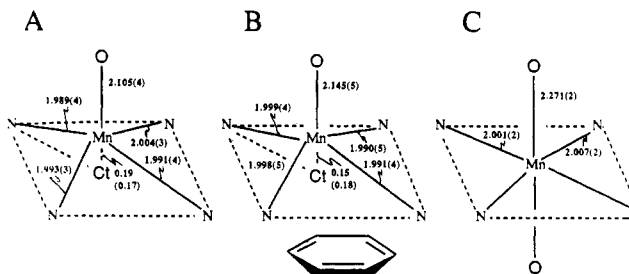 A
B
C
O
O
O
2.105(4)
2.145(5)
2.271(2)
1.989(4)
1.999(4)
N
N
2.004(3)
N
N
1.990(5)
N
2.001(2)
N
2.007(2)
Mn
Mn
Mn
1.993(3)
Ct
0.19
(0.17)
1.991(4)
1.998(5)
Ct
0.15
(0.18)
1.991(4)
N
N
N
N
N
O